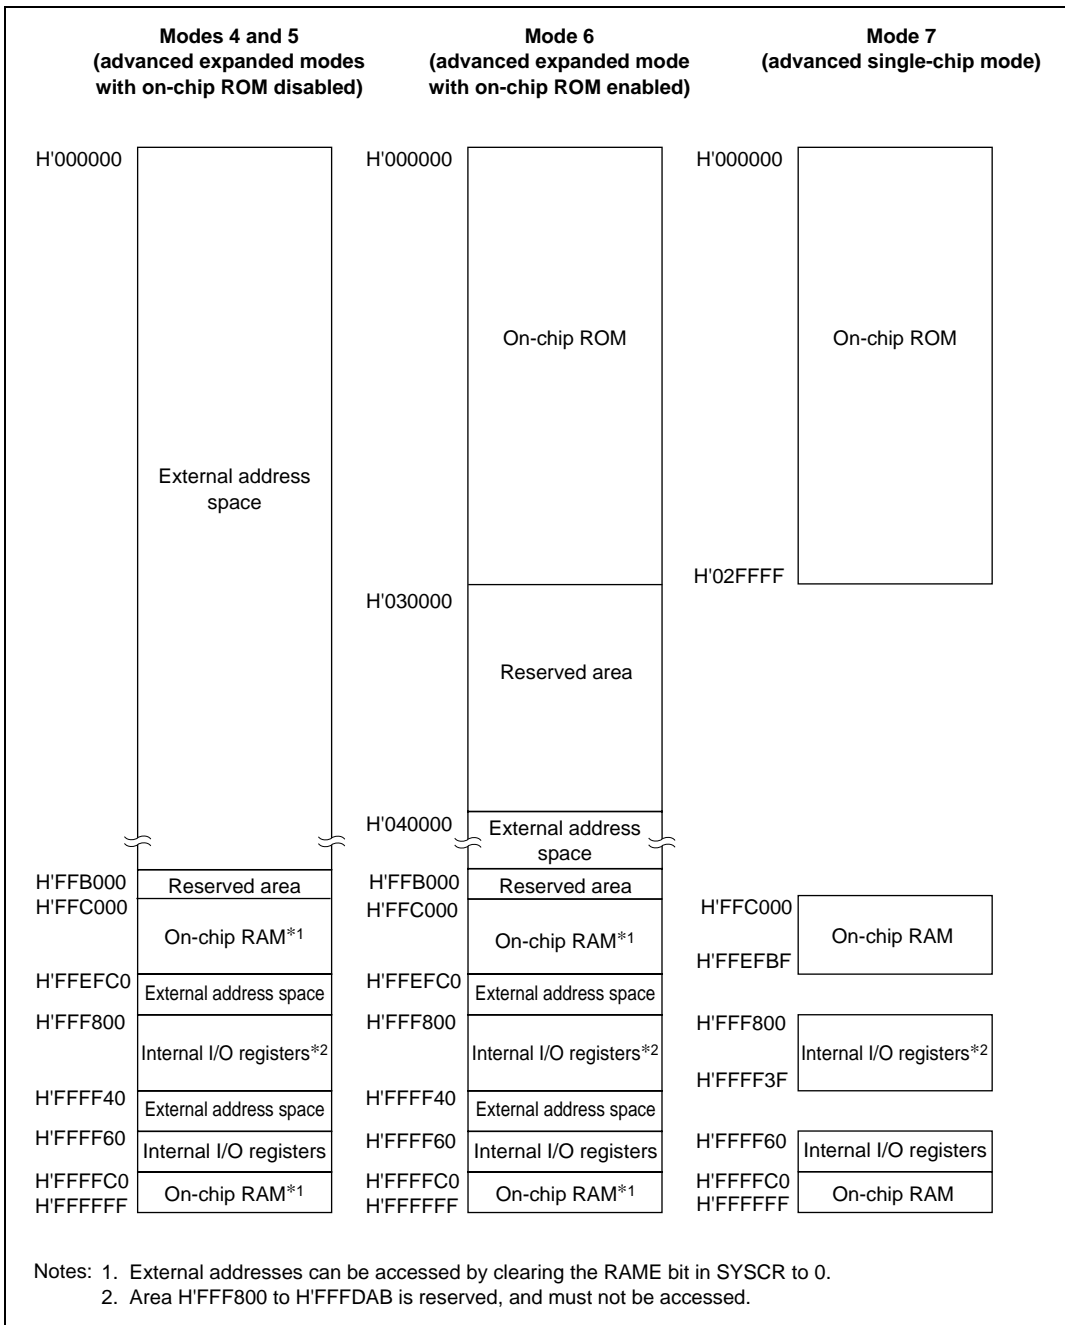 Modes 4 and 5
(advanced expanded modes
with on-chip ROM disabled)
Mode 6
(advanced expanded mode
with on-chip ROM enabled)
Mode 7
(advanced single-chip mode)
H'000000
External address
space
H'FFB000
Reserved area
H'FFC000
On-chip RAM*1
H'FFEFC0
External address space
H'FFF800
Internal I/O registers*2
H'FFFF40
External address space
H'FFFF60
Internal I/O registers
H'FFFFC0
On-chip RAM*1
H'FFFFFF
H'000000
On-chip ROM
H'030000
Reserved area
H'040000
External address
space
H'FFB000
Reserved area
H'FFC000
On-chip RAM*1
H'FFEFC0
External address space
H'FFF800
Internal I/O registers*2
H'FFFF40
External address space
H'FFFF60
Internal I/O registers
H'FFFFC0
On-chip RAM*1
H'FFFFFF
H'000000
On-chip ROM
H'02FFFF
H'FFC000
On-chip RAM
H'FFEFBF
H'FFF800
Internal I/O registers*2
H'FFFF3F
H'FFFF60
Internal I/O registers
H'FFFFC0
On-chip RAM
H'FFFFFF
Notes: 1. External addresses can be accessed by clearing the RAME bit in SYSCR to 0.
2. Area H'FFF800 to H'FFFDAB is reserved, and must not be accessed.